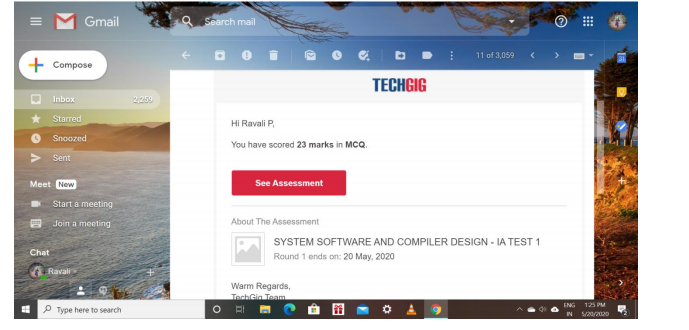 Gmail
Search mail
Compose
11 of 3,059
Inbox 2,259
Starred
Snoozed
Sent
Meet New
Start a meeting
Join a meeting
Chat
Ravali
TECHGIG
Hi Ravali P,
You have scored 23 marks in MCQ.
See Assessment
About The Assessment
SYSTEM SOFTWARE AND COMPILER DESIGN - IA TEST 1
Round 1 ends on: 20 May, 2020
Warm Regards,
TechGig Team
Type here to search
ENG 1:25 PM
IN 5/20/2020